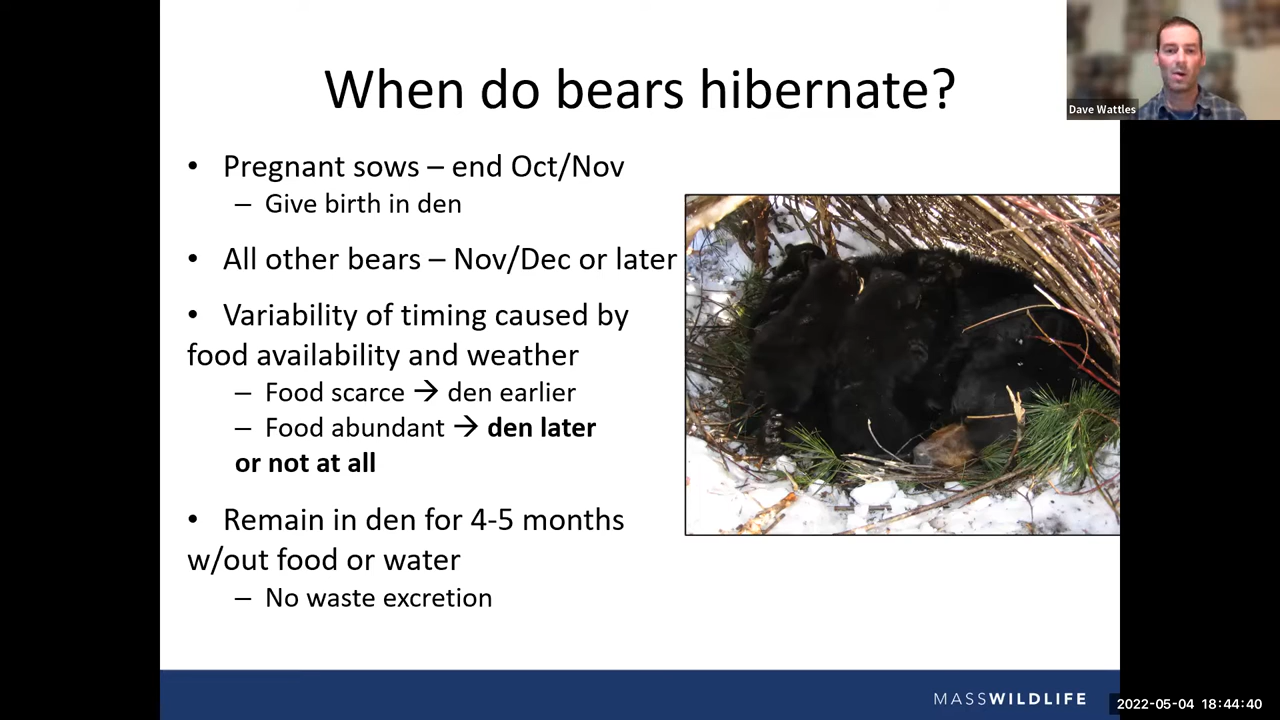 When do bears hibernate?
Dave Wattles
• Pregnant sows – end Oct/Nov
– Give birth in den
• All other bears – Nov/Dec or later
• Variability of timing caused by
food availability and weather
– Food scarce → den earlier
– Food abundant → den later
or not at all
• Remain in den for 4-5 months
w/out food or water
– No waste excretion
MASSWILDLIFE
2022-05-04 18:44:40